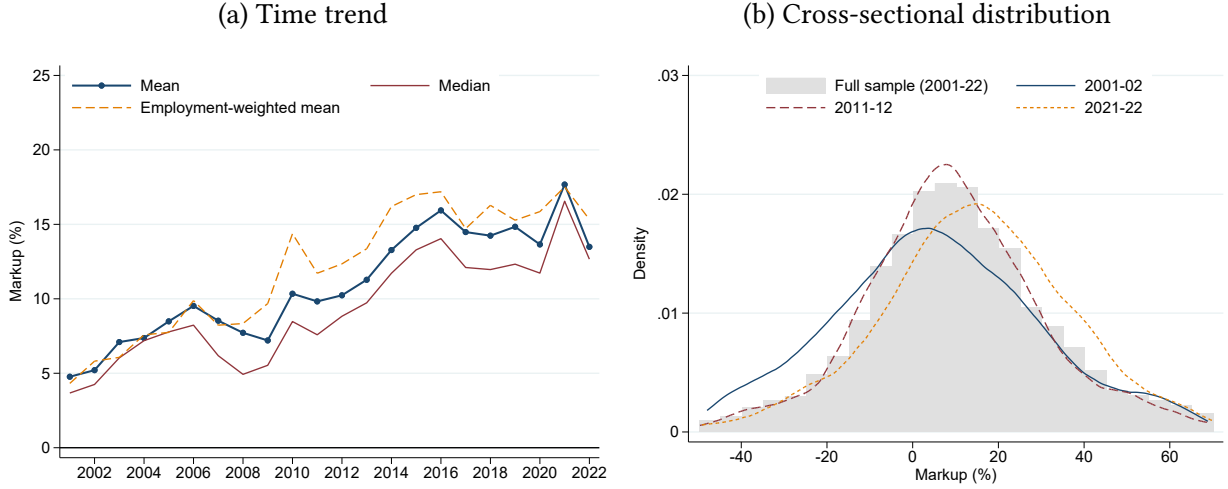 (a) Time trend
Mean
Median
Employment-weighted mean
Markup (%)
25
20
15
10
5
0
2002 2004 2006 2008 2010 2012 2014 2016 2018 2020 2022
(b) Cross-sectional distribution
Full sample (2001-22)
2001-02
2011-12
2021-22
Density
.03
.02
.01
0
-40 -20 0 20 40 60
Markup (%)